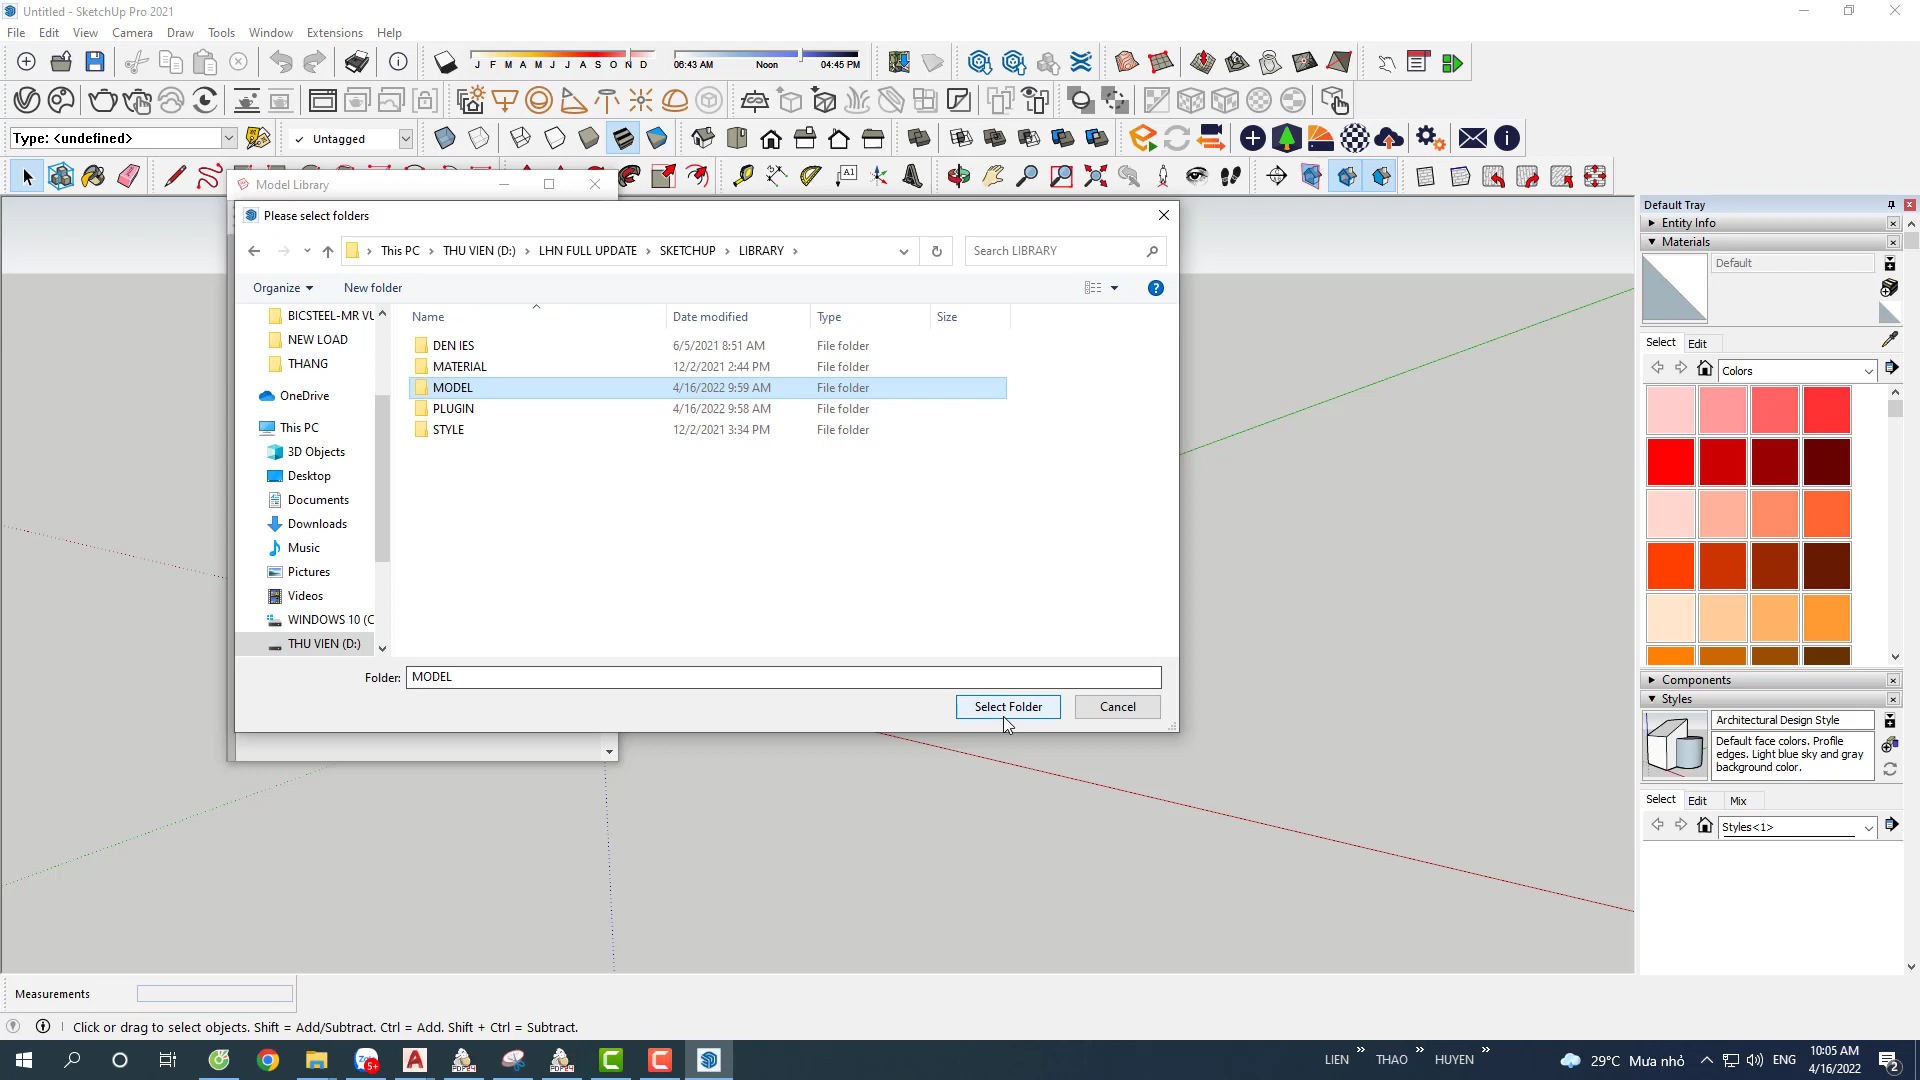 Untitled - SketchUp Pro 2021
File Edit View Camera Draw Tools Window Extensions Help
J F M A M J J A S O N D
06:43 AM Noon 04:45 PM
Type: <undefined>
✓ Untagged
A1
Model Library
Please select folders
This PC › THU VIEN (D:) › LHN FULL UPDATE › SKETCHUP › LIBRARY ›
Search LIBRARY
Organize New folder
BICSTEEL-MR VU
NEW LOAD
THANG
OneDrive
This PC
3D Objects
Desktop
Documents
Downloads
Music
Pictures
Videos
WINDOWS 10 (C
THU VIEN (D:)
Name Date modified Type Size
DEN IES 6/5/2021 8:51 AM File folder
MATERIAL 12/2/2021 2:44 PM File folder
MODEL 4/16/2022 9:59 AM File folder
PLUGIN 4/16/2022 9:58 AM File folder
STYLE 12/2/2021 3:34 PM File folder
Folder: MODEL
Select Folder Cancel
Default Tray
Entity Info
Materials
Default
Select Edit
Colors
Components
Styles
Architectural Design Style
Default face colors. Profile
edges. Light blue sky and gray
background color.
Select Edit Mix
Styles<1>
Measurements
Click or drag to select objects. Shift = Add/Subtract. Ctrl = Add. Shift + Ctrl = Subtract.
LIEN » THAO » HUYEN »
29°C Mưa nhỏ
ENG
10:05 AM
4/16/2022
2